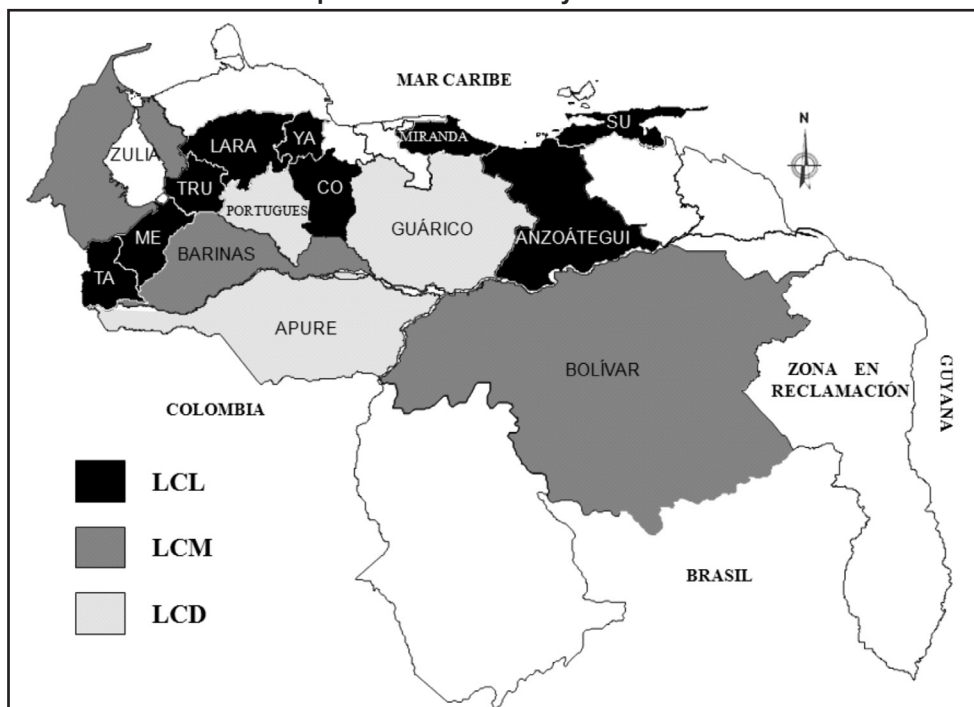 MAR CARIBE
N
SU
YA
LARA
MIRANDA
ZULIA
TRU
CO
PORTUGUES
GUÁRICO
ME
ANZOÁTEGUI
BARINAS
TA
APURE
BOLÍVAR
ZONA EN
RECLAMACIÓN
GUYANA
COLOMBIA
LCL
LCM
BRASIL
LCD